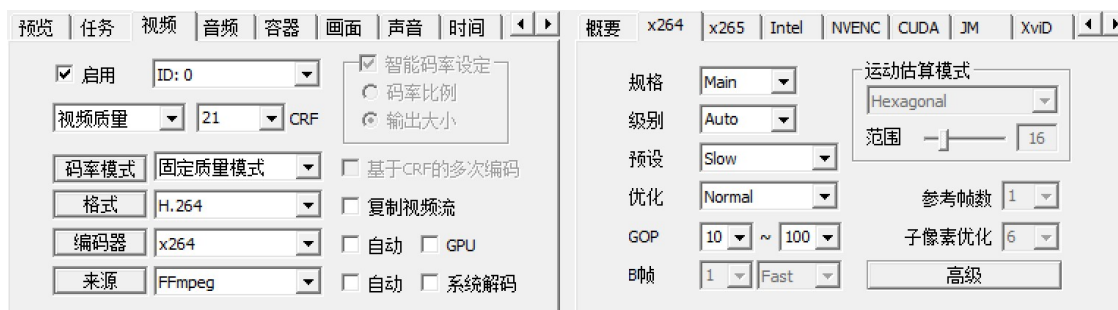 预览 任务 视频 音频 容器 画面 声音 时间
启用 ID: 0
视频质量 21 CRF
智能码率设定
码率比例
输出大小
码率模式 固定质量模式
基于CRF的多次编码
格式 H.264
复制视频流
编码器 x264
自动 GPU
来源 FFmpeg
自动 系统解码
概要 x264 x265 Intel NVENC CUDA JM XviD
规格 Main
级别 Auto
预设 Slow
优化 Normal
GOP 10 ~ 100
B帧 1 Fast
运动估算模式
Hexagonal
范围 16
参考帧数 1
子像素优化 6
高级